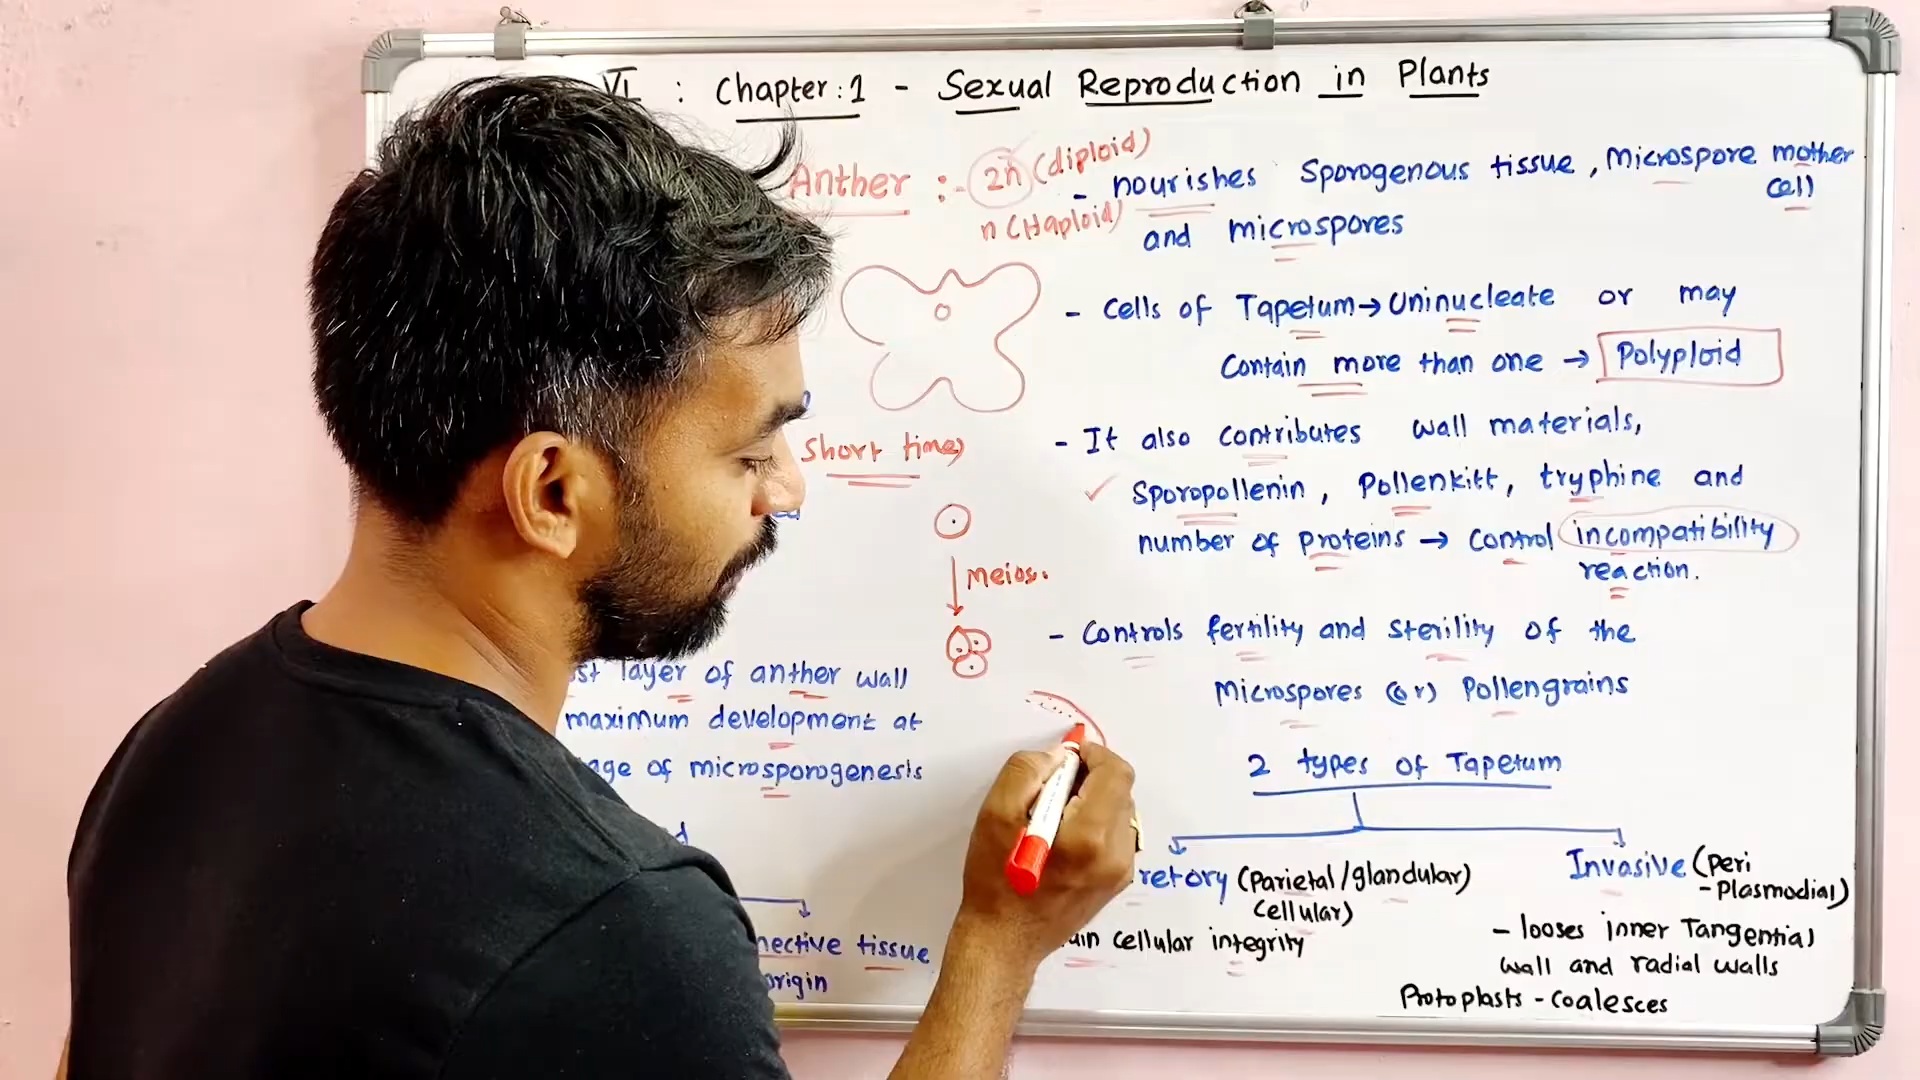 VI : Chapter:1 - Sexual Reproduction in Plants
Anther :- 2n (diploid)
n (Haploid)
short time)
Meios.
layer of anther wall
maximum development at
of microsporogenesis
tissue
origin
- nourishes Sporogenous tissue, Microspore mother
cell
and microspores
- Cells of Tapetum → Uninucleate or may
Contain more than one → Polyploid
- It also contributes wall materials,
✓ Sporopollenin, Pollenkitt, tryphine and
number of proteins → control incompatibility
reaction.
- Controls fertility and sterility of the
Microspores (or) Pollengrains
2 types of Tapetum
(Parietal/glandular)
cellular)
cellular integrity
Invasive (peri
-plasmodial)
- looses inner Tangential
wall and radial walls
Protoplasts - coalesces